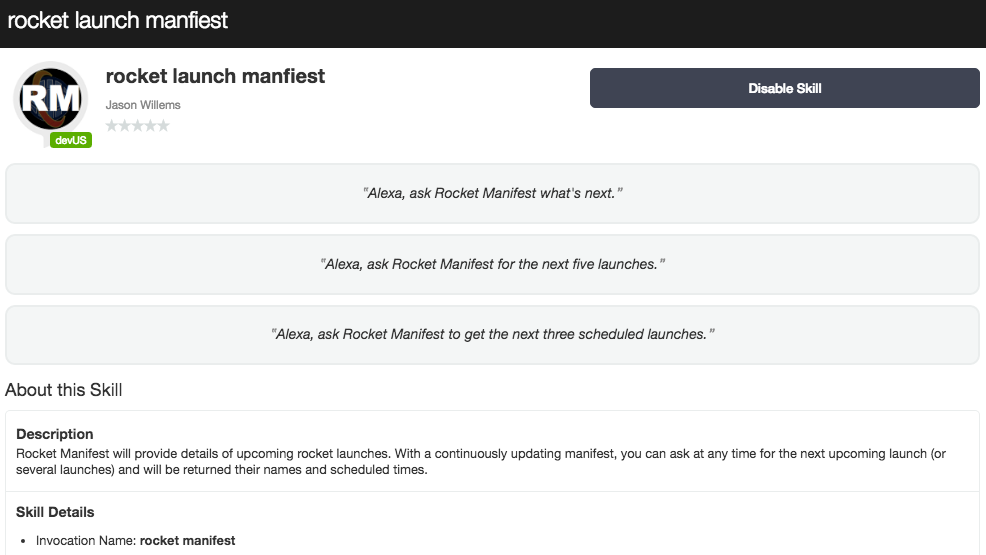 rocket launch manfiest
RM
devUS
rocket launch manfiest
Jason Willems
Disable Skill
"Alexa, ask Rocket Manifest what's next."
"Alexa, ask Rocket Manifest for the next five launches."
"Alexa, ask Rocket Manifest to get the next three scheduled launches."
About this Skill
Description
Rocket Manifest will provide details of upcoming rocket launches. With a continuously updating manifest, you can ask at any time for the next upcoming launch (or
several launches) and will be returned their names and scheduled times.
Skill Details
• Invocation Name: rocket manifest